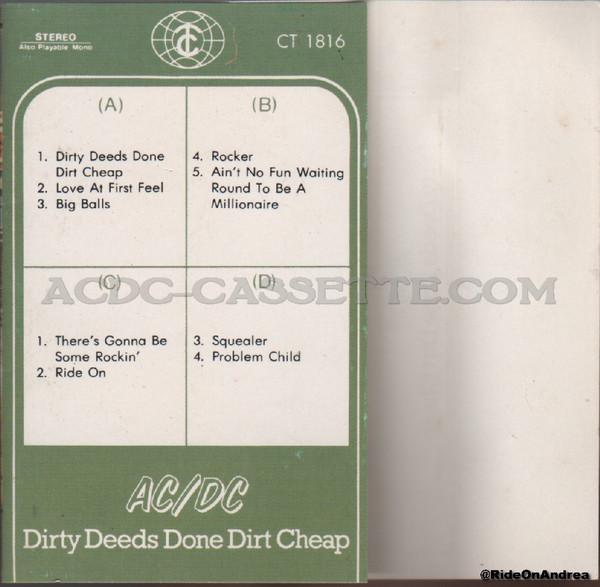 STEREO
Also Playable Mono
TC
CT 1816
(A)
1. Dirty Deeds Done
Dirt Cheap
2. Love At First Feel
3. Big Balls
(B)
4. Rocker
5. Ain't No Fun Waiting
Round To Be A
Millionaire
ACDC-CASSETTE.COM
(C)
1. There's Gonna Be
Some Rockin'
2. Ride On
(D)
3. Squealer
4. Problem Child
AC/DC
Dirty Deeds Done Dirt Cheap
@RideOnAndrea